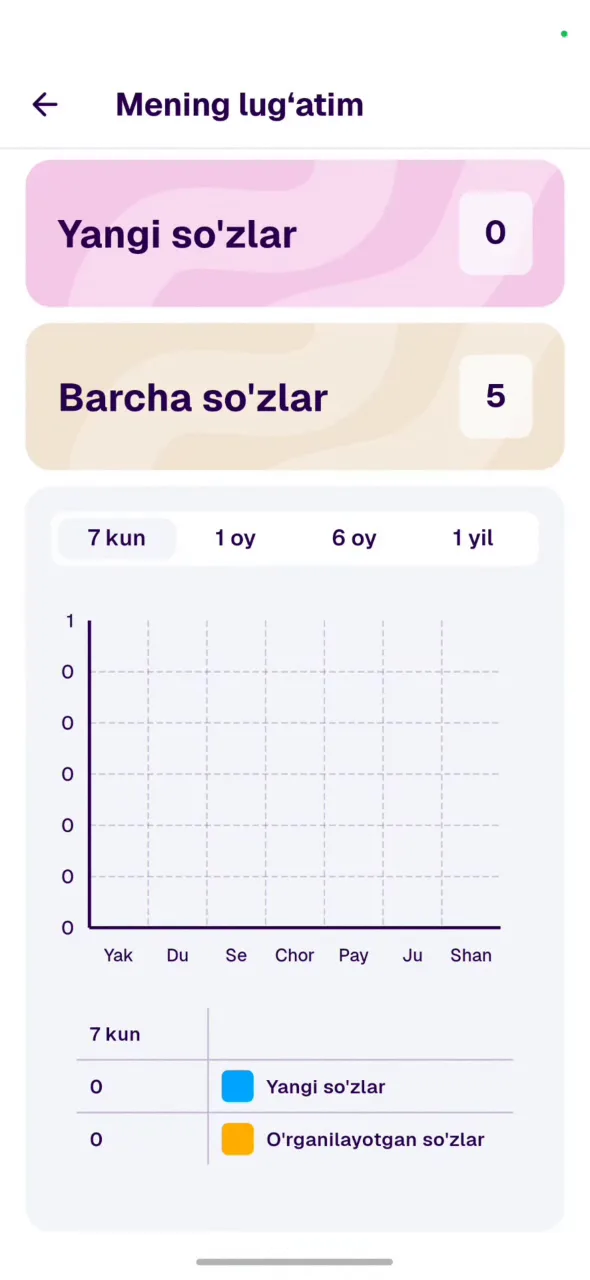 Mening lug‘atim
Yangi so'zlar 0
Barcha so'zlar 5
7 kun 1 oy 6 oy 1 yil
1
0
0
0
0
0
0
Yak Du Se Chor Pay Ju Shan
7 kun
0 Yangi so'zlar
0 O'rganilayotgan so'zlar